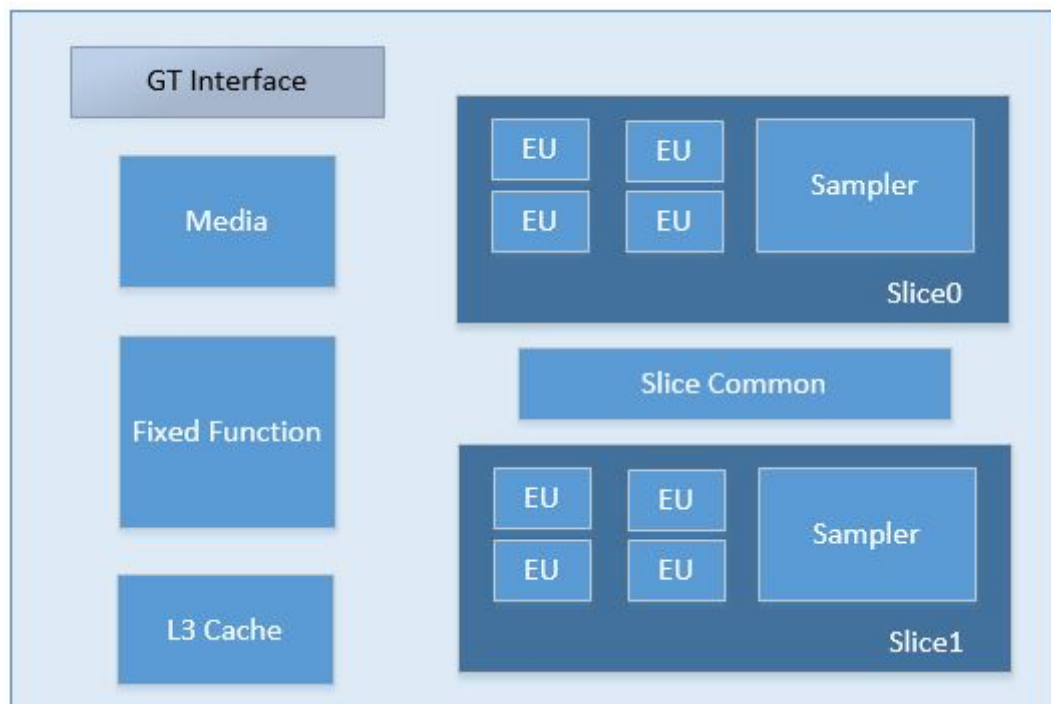 GT Interface
Media
Fixed Function
L3 Cache
EU EU
EU EU
Sampler
Slice0
Slice Common
EU EU
EU EU
Sampler
Slice1